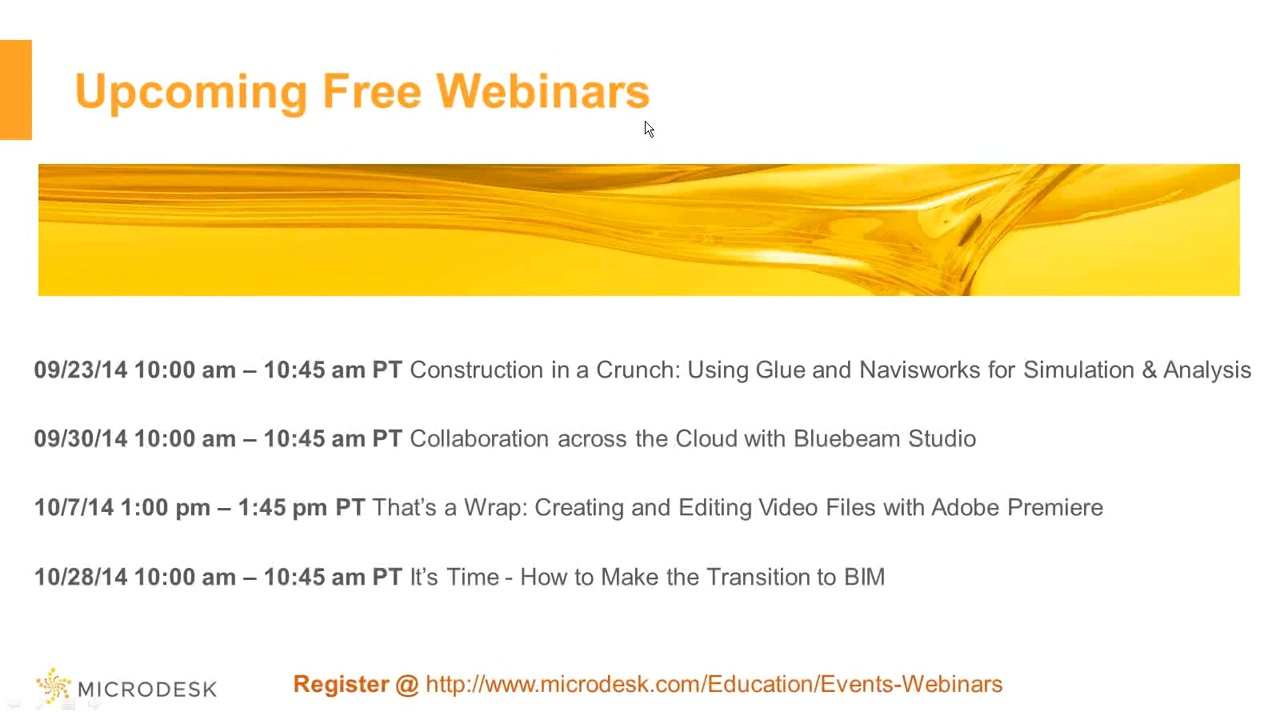 Upcoming Free Webinars
09/23/14 10:00 am – 10:45 am PT Construction in a Crunch: Using Glue and Navisworks for Simulation & Analysis
09/30/14 10:00 am – 10:45 am PT Collaboration across the Cloud with Bluebeam Studio
10/7/14 1:00 pm – 1:45 pm PT That’s a Wrap: Creating and Editing Video Files with Adobe Premiere
10/28/14 10:00 am – 10:45 am PT It’s Time - How to Make the Transition to BIM
MICRODESK
Register @ http://www.microdesk.com/Education/Events-Webinars